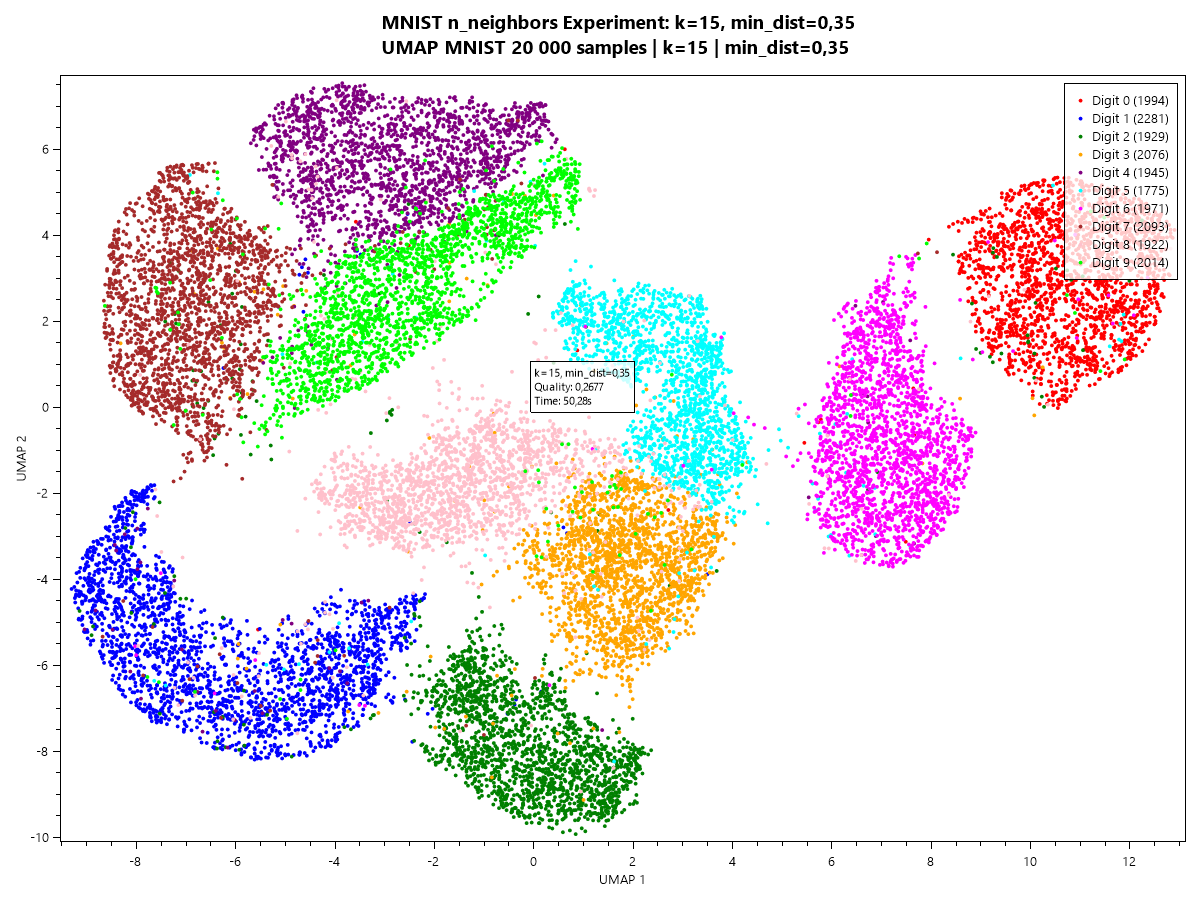 MNIST n_neighbors Experiment: k=15, min_dist=0,35
UMAP MNIST 20 000 samples | k=15 | min_dist=0,35
Digit 0 (1994)
Digit 1 (2281)
Digit 2 (1929)
Digit 3 (2076)
Digit 4 (1945)
Digit 5 (1775)
Digit 6 (1971)
Digit 7 (2093)
Digit 8 (1922)
Digit 9 (2014)
k=15, min_dist=0,35
Quality: 0,2677
Time: 50,28s
UMAP 2
6
4
2
0
-2
-4
-6
-8
-10
-8 -6 -4 -2 0 2 4 6 8 10 12
UMAP 1